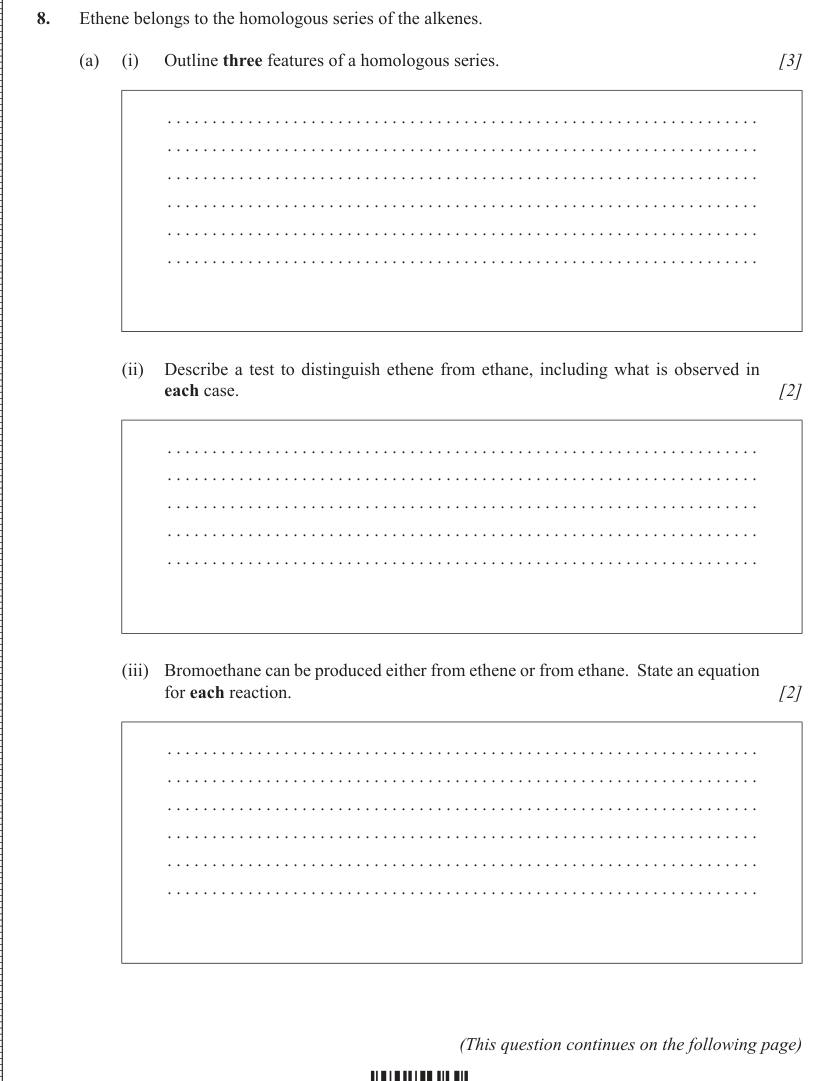 8. Ethene belongs to the homologous series of the alkenes.
(a) (i) Outline three features of a homologous series. [3]
(ii) Describe a test to distinguish ethene from ethane, including what is observed in
each case. [2]
(iii) Bromoethane can be produced either from ethene or from ethane. State an equation
for each reaction. [2]
(This question continues on the following page)